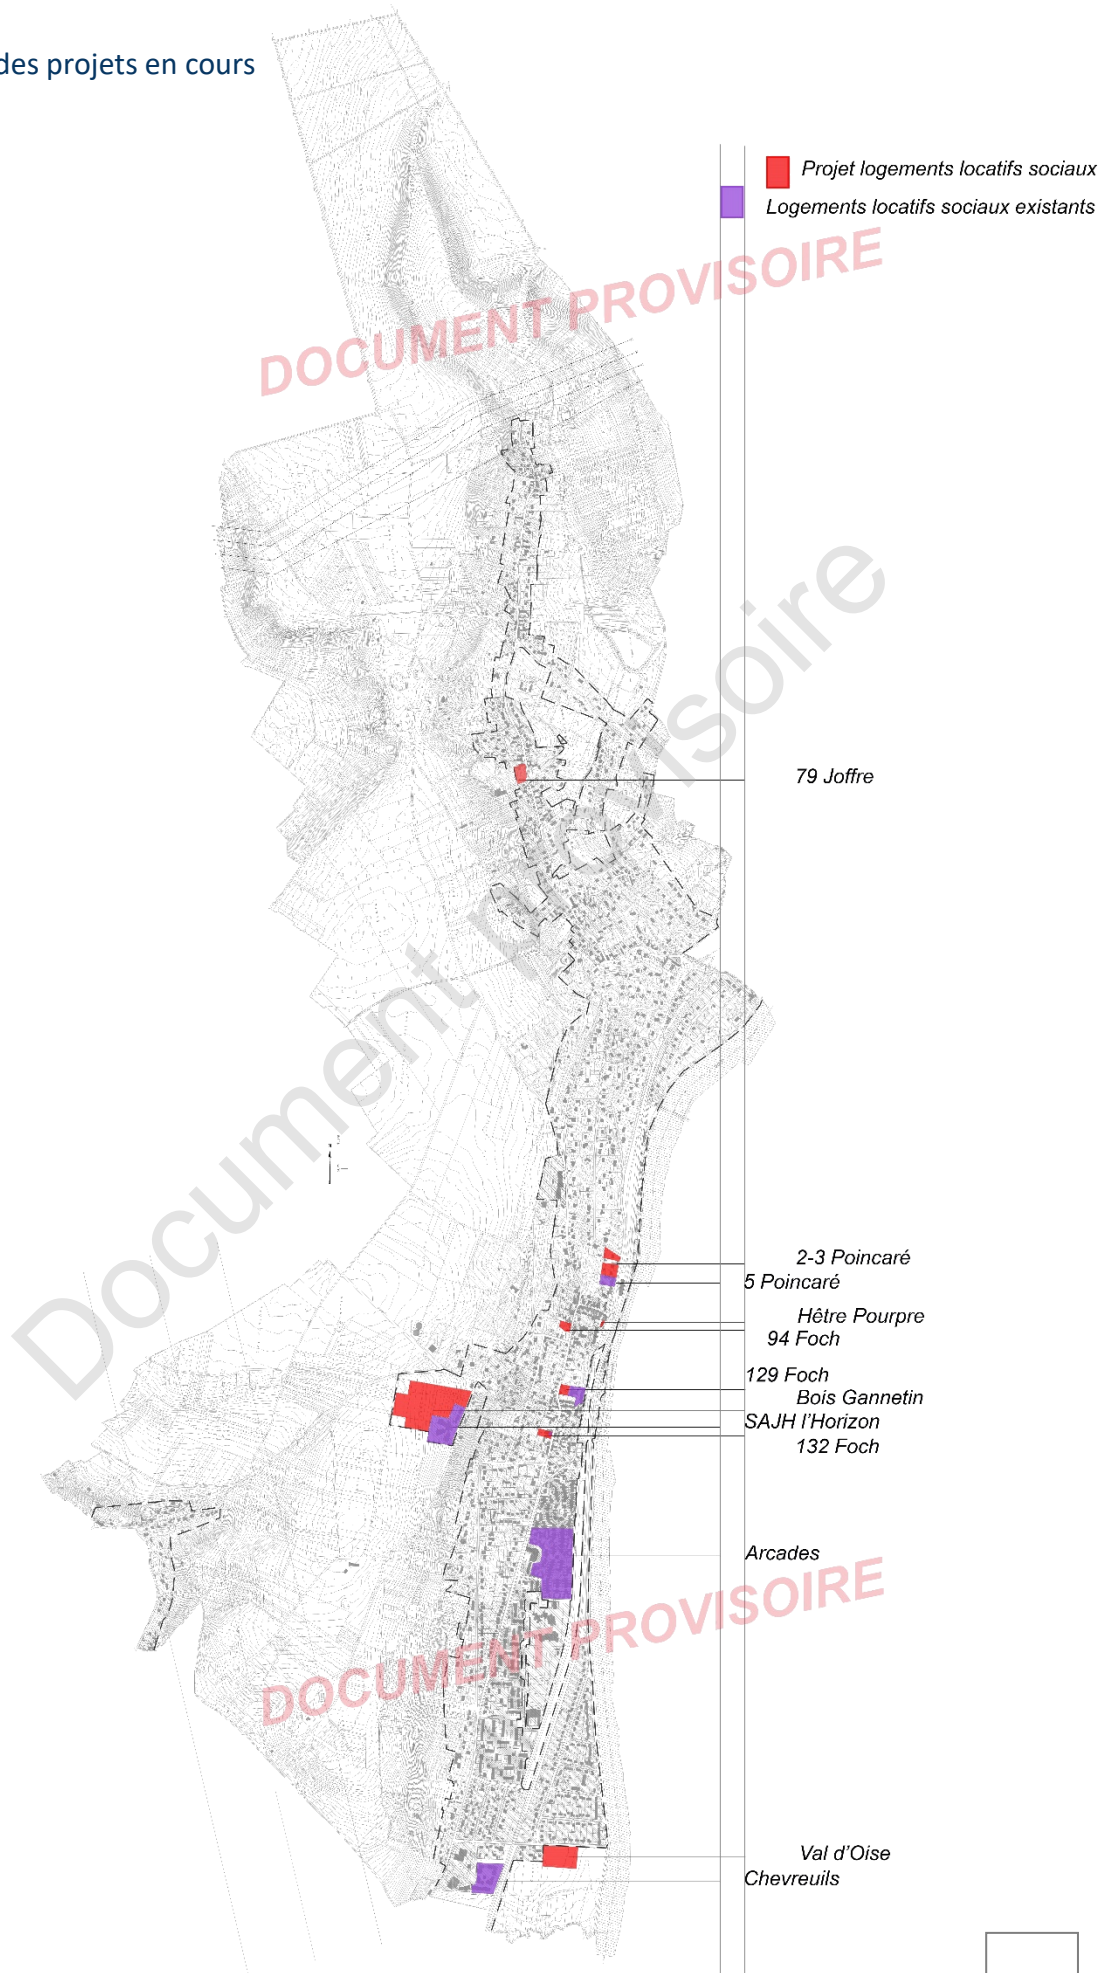 des projets en cours
Projet logements locatifs sociaux
Logements locatifs sociaux existants
DOCUMENT PROVISOIRE
Document provisoire
79 Joffre
2-3 Poincaré
5 Poincaré
Hêtre Pourpre
94 Foch
129 Foch
Bois Gannetin
SAJH l'Horizon
132 Foch
Arcades
DOCUMENT PROVISOIRE
Val d'Oise
Chevreuils